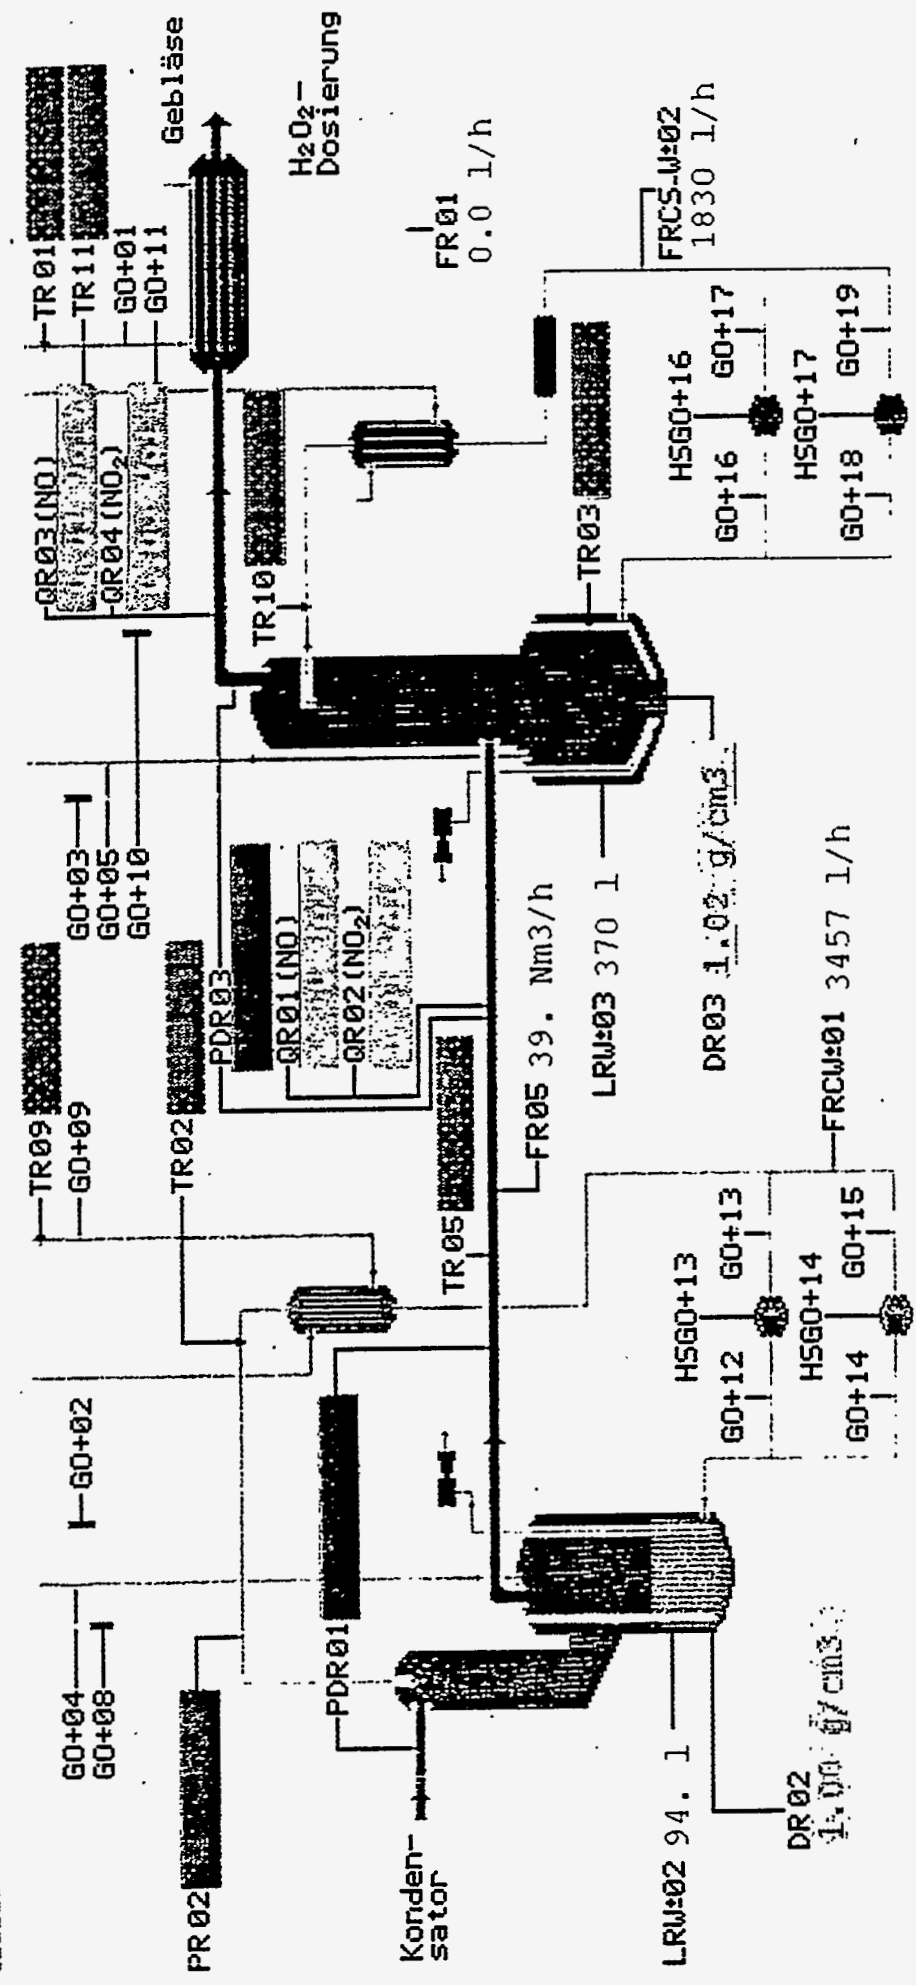 PR02
GO+04
GO+08
GO+02
TR09
GO+09
TR02
GO+03
GO+05
GO+10
QR03(NO)
QR04(NO₂)
TR01
TR11
GO+01
GO+11
Gebläse
H₂O₂-
Dosierung
FR01
0.0 l/h
TR10
PDR03
QR01(NO)
QR02(NO₂)
TR05
PDR01
Konden-
sator
FR05 39. Nm3/h
TR03
LRW±03 370 l
DR03 1.02 g/cm3
LRW±02 94. l
DR02
1.00 g/cm3
HSGO+13
GO+12
GO+13
HSGO+14
GO+14
GO+15
FRCW±01 3457 l/h
HSGO+16
GO+16
GO+17
HSGO+17
GO+18
GO+19
FRCS-W±02
1830 l/h